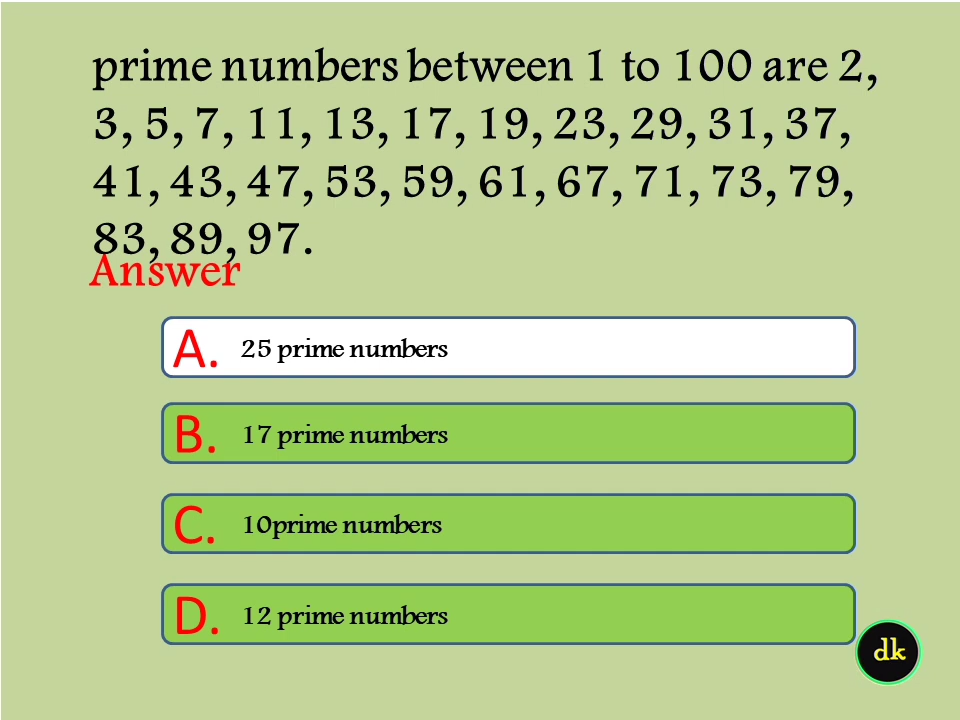 prime numbers between 1 to 100 are 2,
3, 5, 7, 11, 13, 17, 19, 23, 29, 31, 37,
41, 43, 47, 53, 59, 61, 67, 71, 73, 79,
83, 89, 97.
Answer
A. 25 prime numbers
B. 17 prime numbers
C. 10prime numbers
D. 12 prime numbers
dk